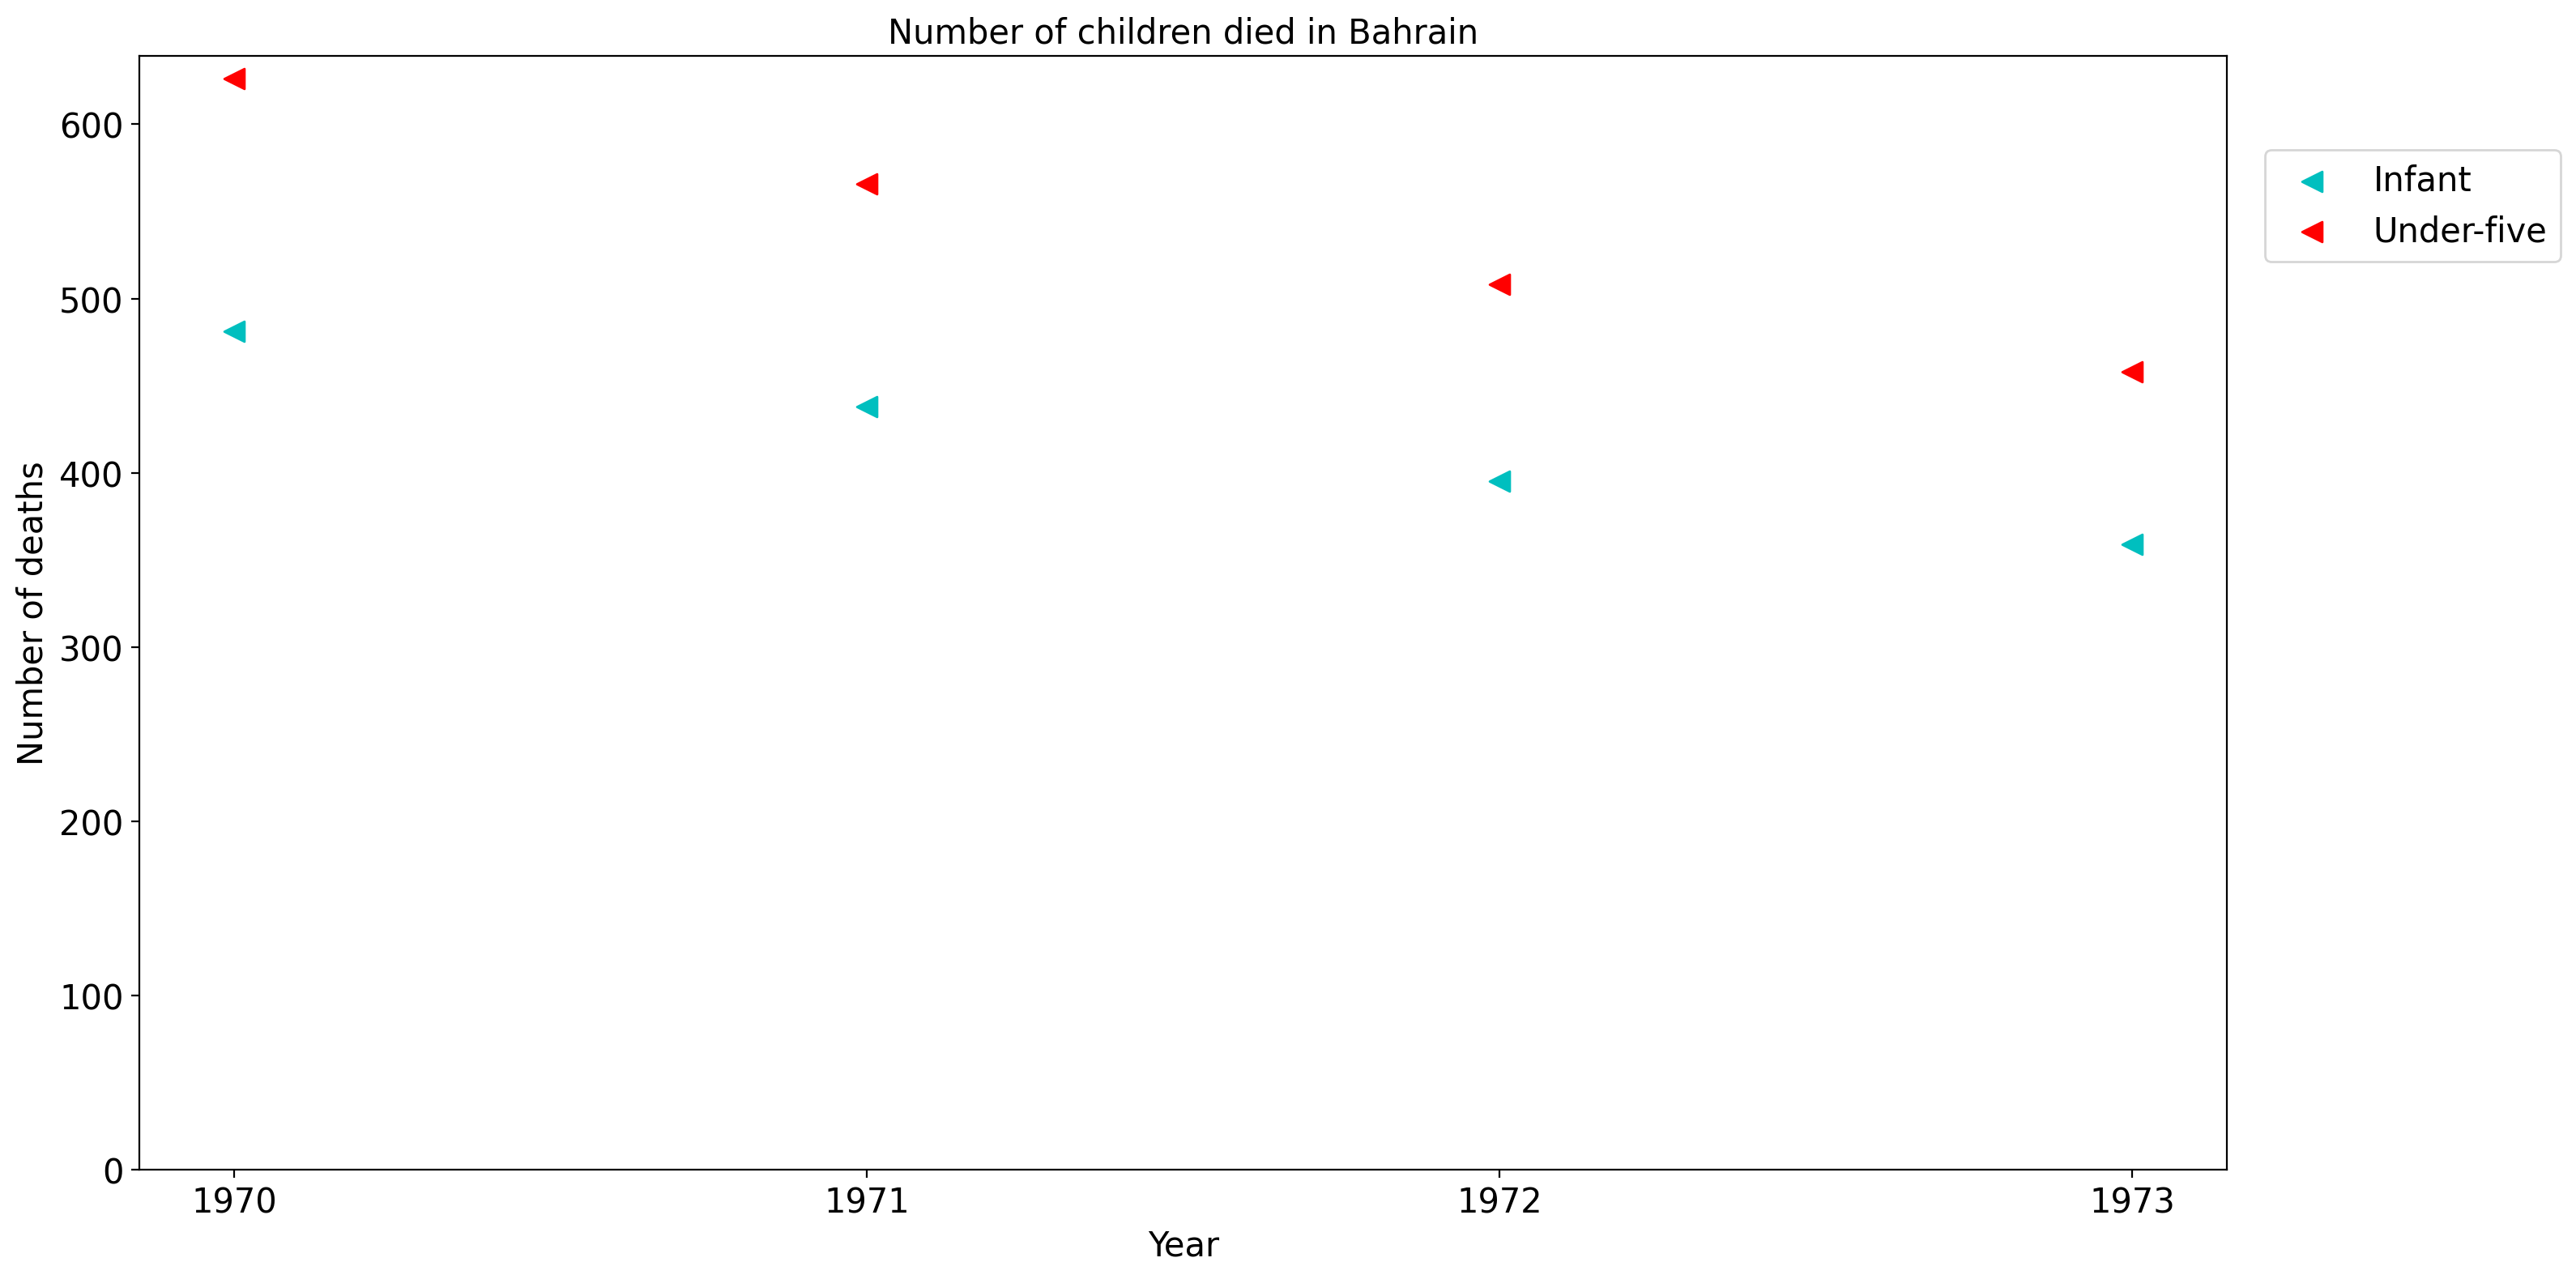 Number of children died in Bahrain
Number of deaths
600
500
400
300
200
100
0
1970 1971 1972 1973
Year
Infant
Under-five